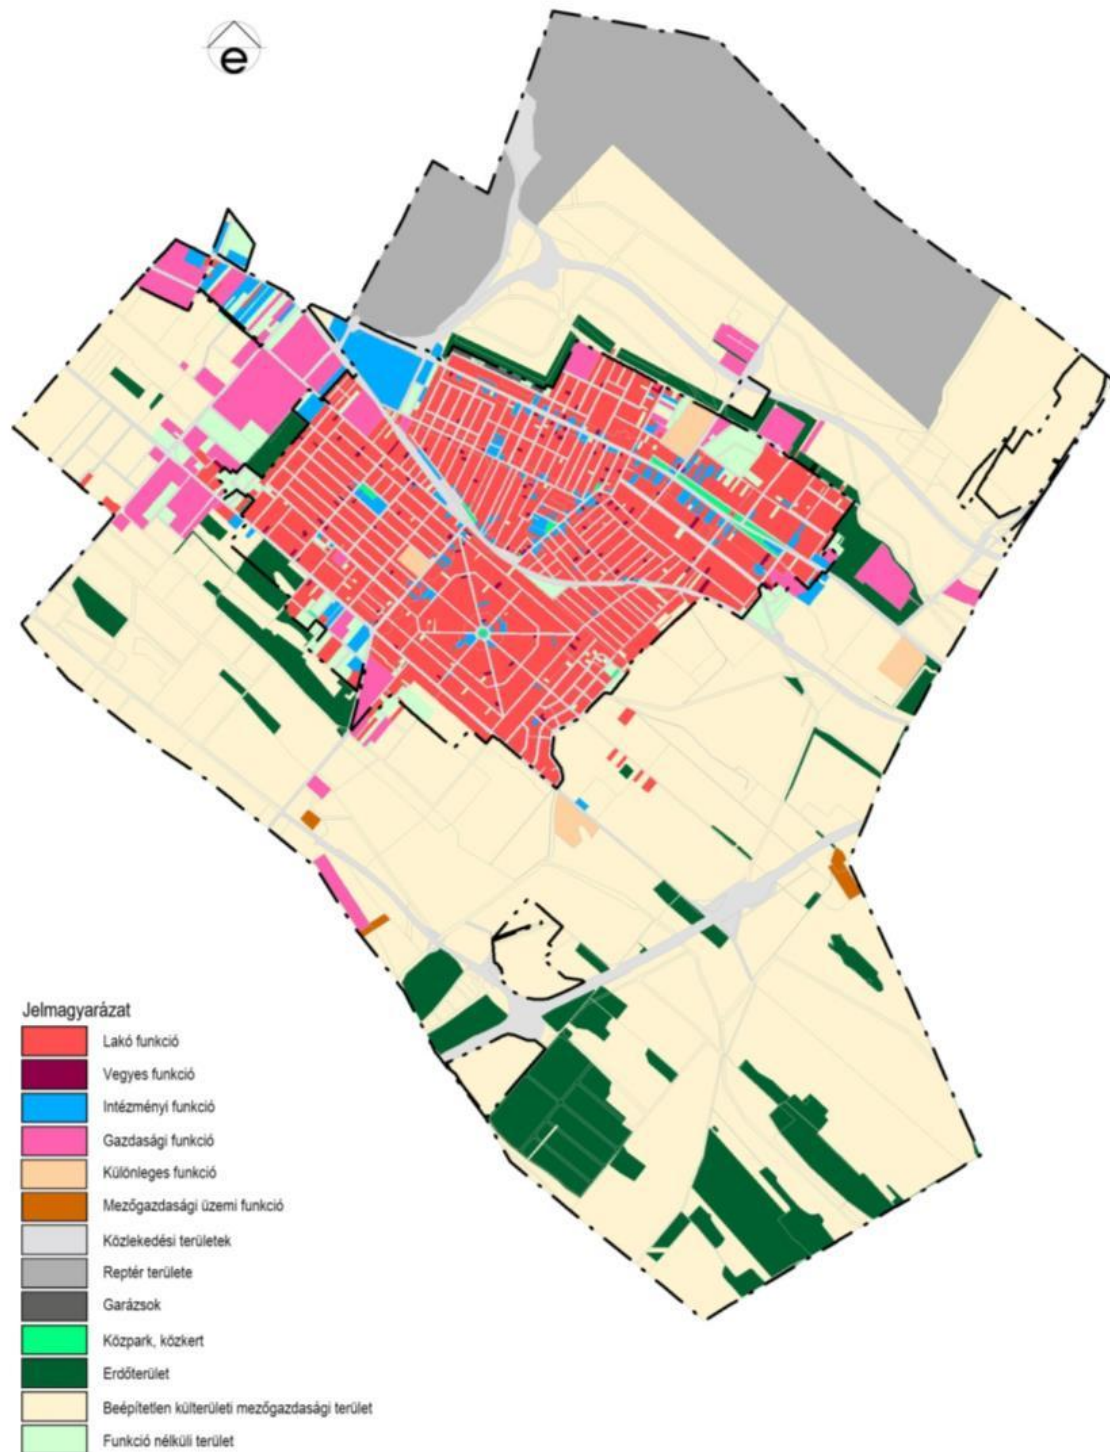 e
Jelmagyarázat
Lakó funkció
Vegyes funkció
Intézményi funkció
Gazdasági funkció
Különleges funkció
Mezőgazdasági üzemi funkció
Közlekedési területek
Reptér területe
Garázsok
Közpark, közkert
Erdőterület
Beépítetlen külterületi mezőgazdasági terület
Funkció nélküli terület